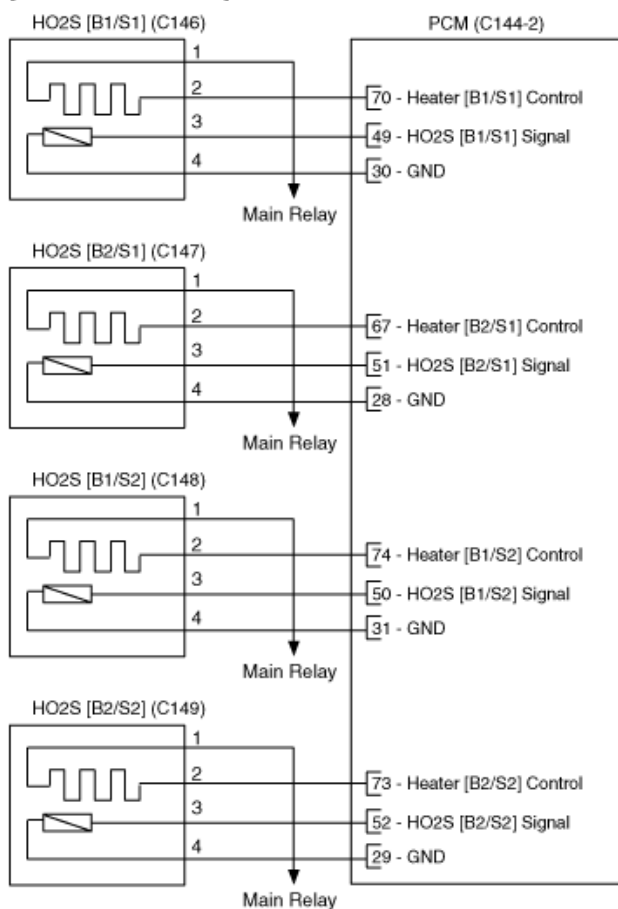 HO2S [B1/S1] (C146)
PCM (C144-2)
1
2
70 - Heater [B1/S1] Control
3
49 - HO2S [B1/S1] Signal
4
30 - GND
Main Relay
HO2S [B2/S1] (C147)
1
2
67 - Heater [B2/S1] Control
3
51 - HO2S [B2/S1] Signal
4
28 - GND
Main Relay
HO2S [B1/S2] (C148)
1
2
74 - Heater [B1/S2] Control
3
50 - HO2S [B1/S2] Signal
4
31 - GND
Main Relay
HO2S [B2/S2] (C149)
1
2
73 - Heater [B2/S2] Control
3
52 - HO2S [B2/S2] Signal
4
29 - GND
Main Relay